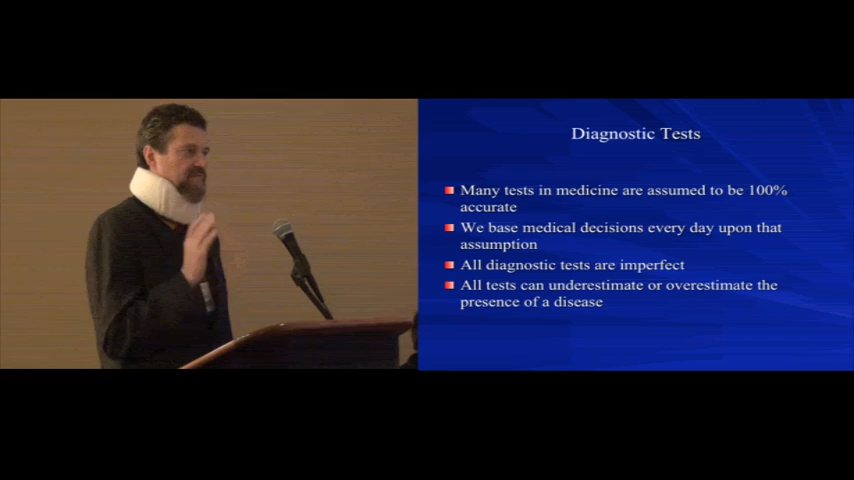 Diagnostic Tests
Many tests in medicine are assumed to be 100%
accurate
We base medical decisions every day upon that
assumption
All diagnostic tests are imperfect
All tests can underestimate or overestimate the
presence of a disease